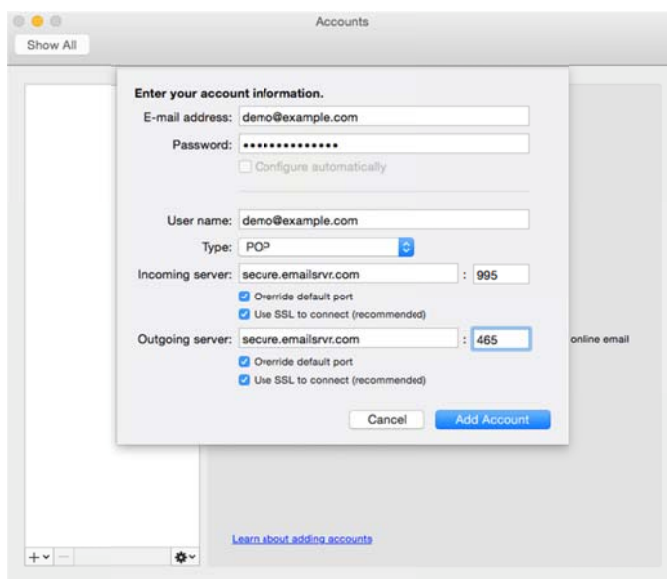 Accounts
Show All
Enter your account information.
E-mail address: demo@example.com
Password: ••••••••••••••
Configure automatically
User name: demo@example.com
Type: POP
Incoming server: secure.emailsrvr.com : 995
Override default port
Use SSL to connect (recommended)
Outgoing server: secure.emailsrvr.com : 465
online email
Override default port
Use SSL to connect (recommended)
Cancel Add Account
Learn about adding accounts